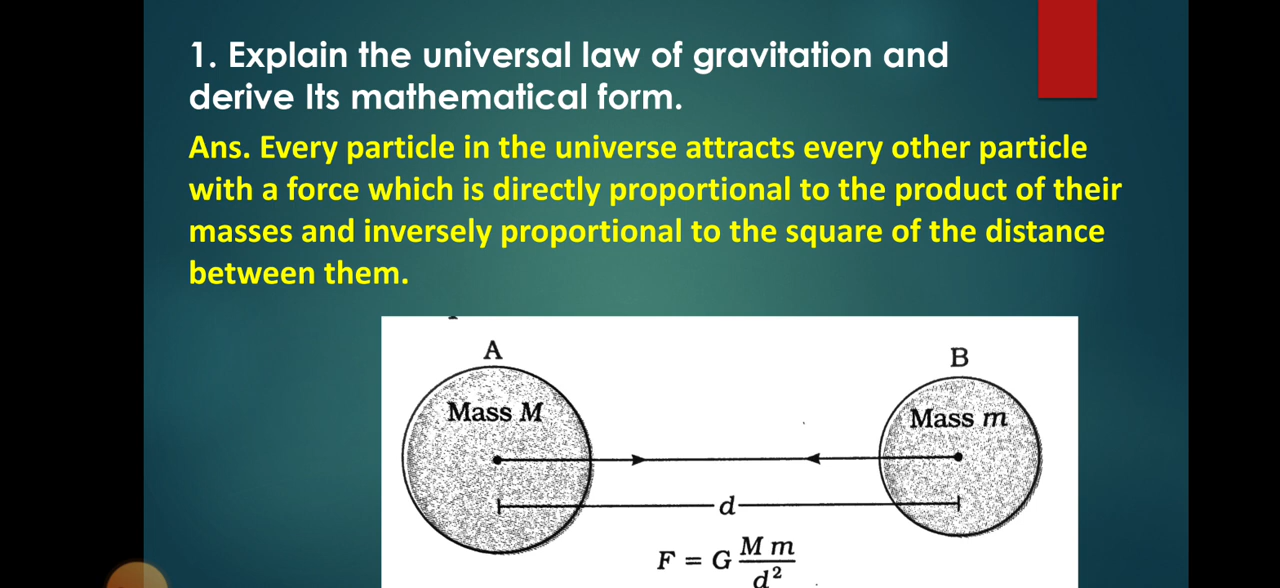 1. Explain the universal law of gravitation and
derive Its mathematical form.
Ans. Every particle in the universe attracts every other particle
with a force which is directly proportional to the product of their
masses and inversely proportional to the square of the distance
between them.
A
B
Mass M
Mass m
d
F = G M m / d²